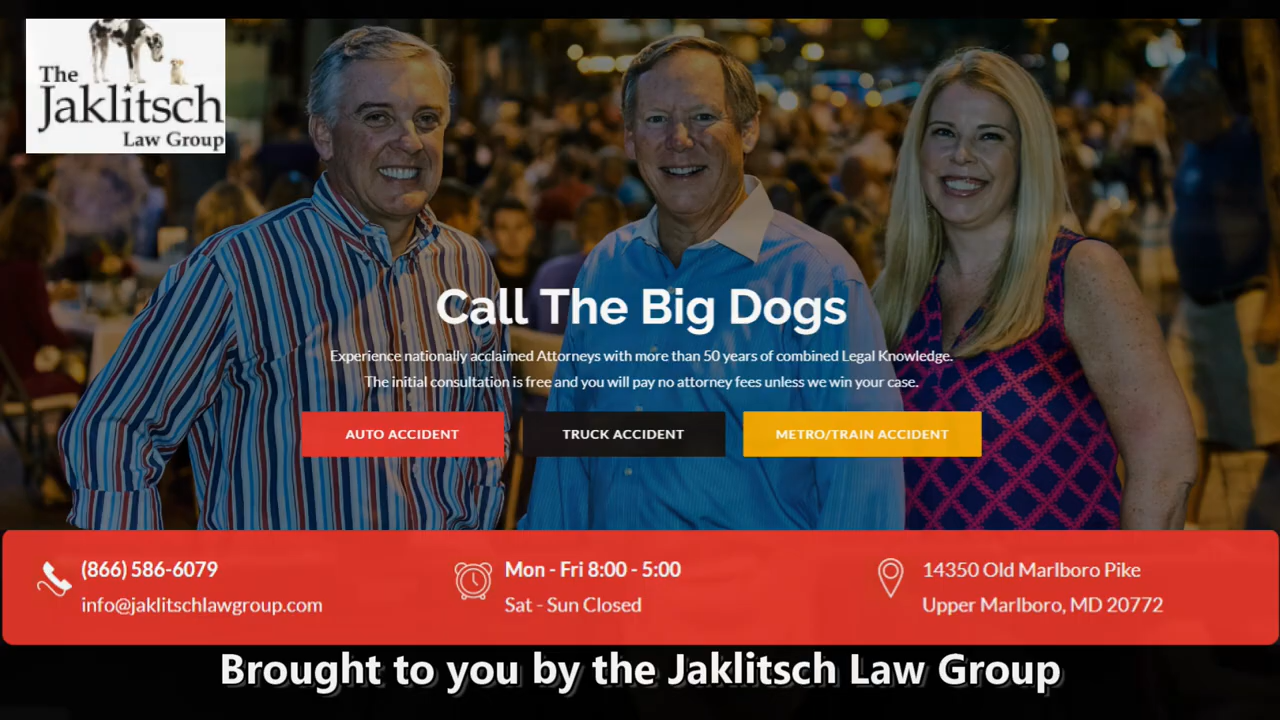 The
Jaklitsch
Law Group
Call The Big Dogs
Experience nationally acclaimed Attorneys with more than 50 years of combined Legal Knowledge.
The initial consultation is free and you will pay no attorney fees unless we win your case.
AUTO ACCIDENT
TRUCK ACCIDENT
METRO/TRAIN ACCIDENT
(866) 586-6079
info@jaklitschlawgroup.com
Mon - Fri 8:00 - 5:00
Sat - Sun Closed
14350 Old Marlboro Pike
Upper Marlboro, MD 20772
Brought to you by the Jaklitsch Law Group